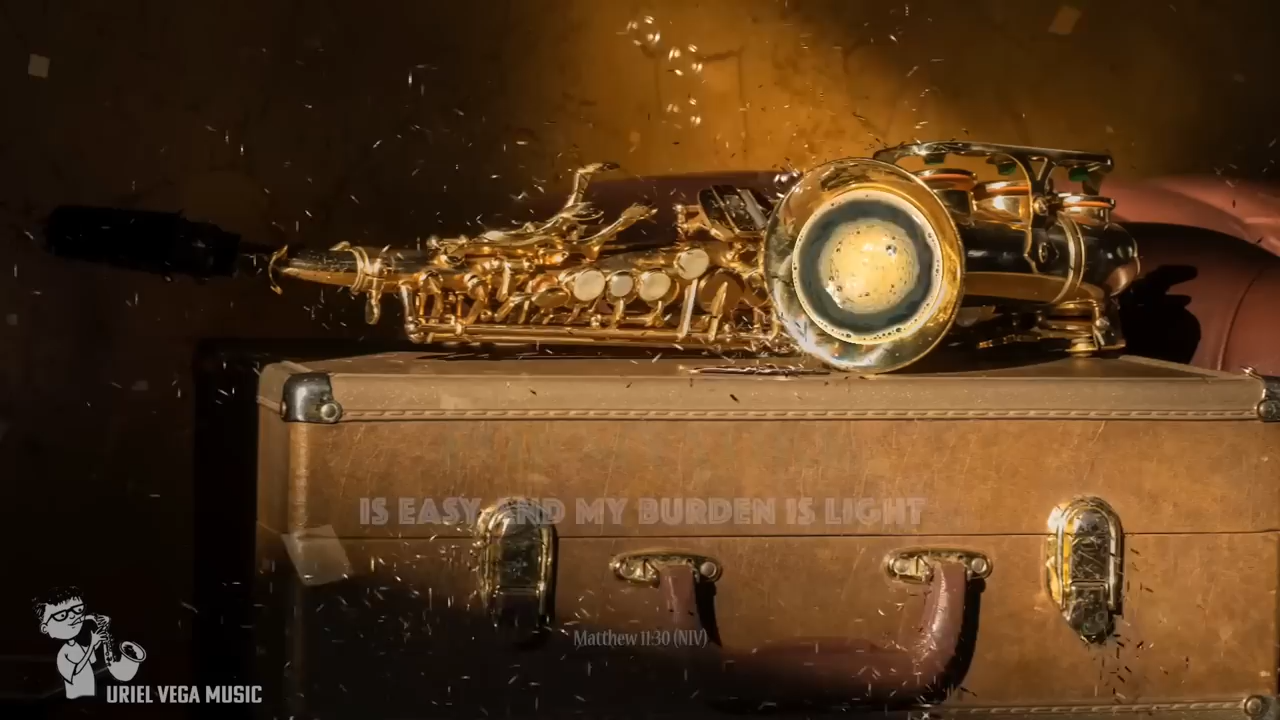 IS EASY AND MY BURDEN IS LIGHT
Matthew 11:30 (NIV)
URIEL VEGA MUSIC